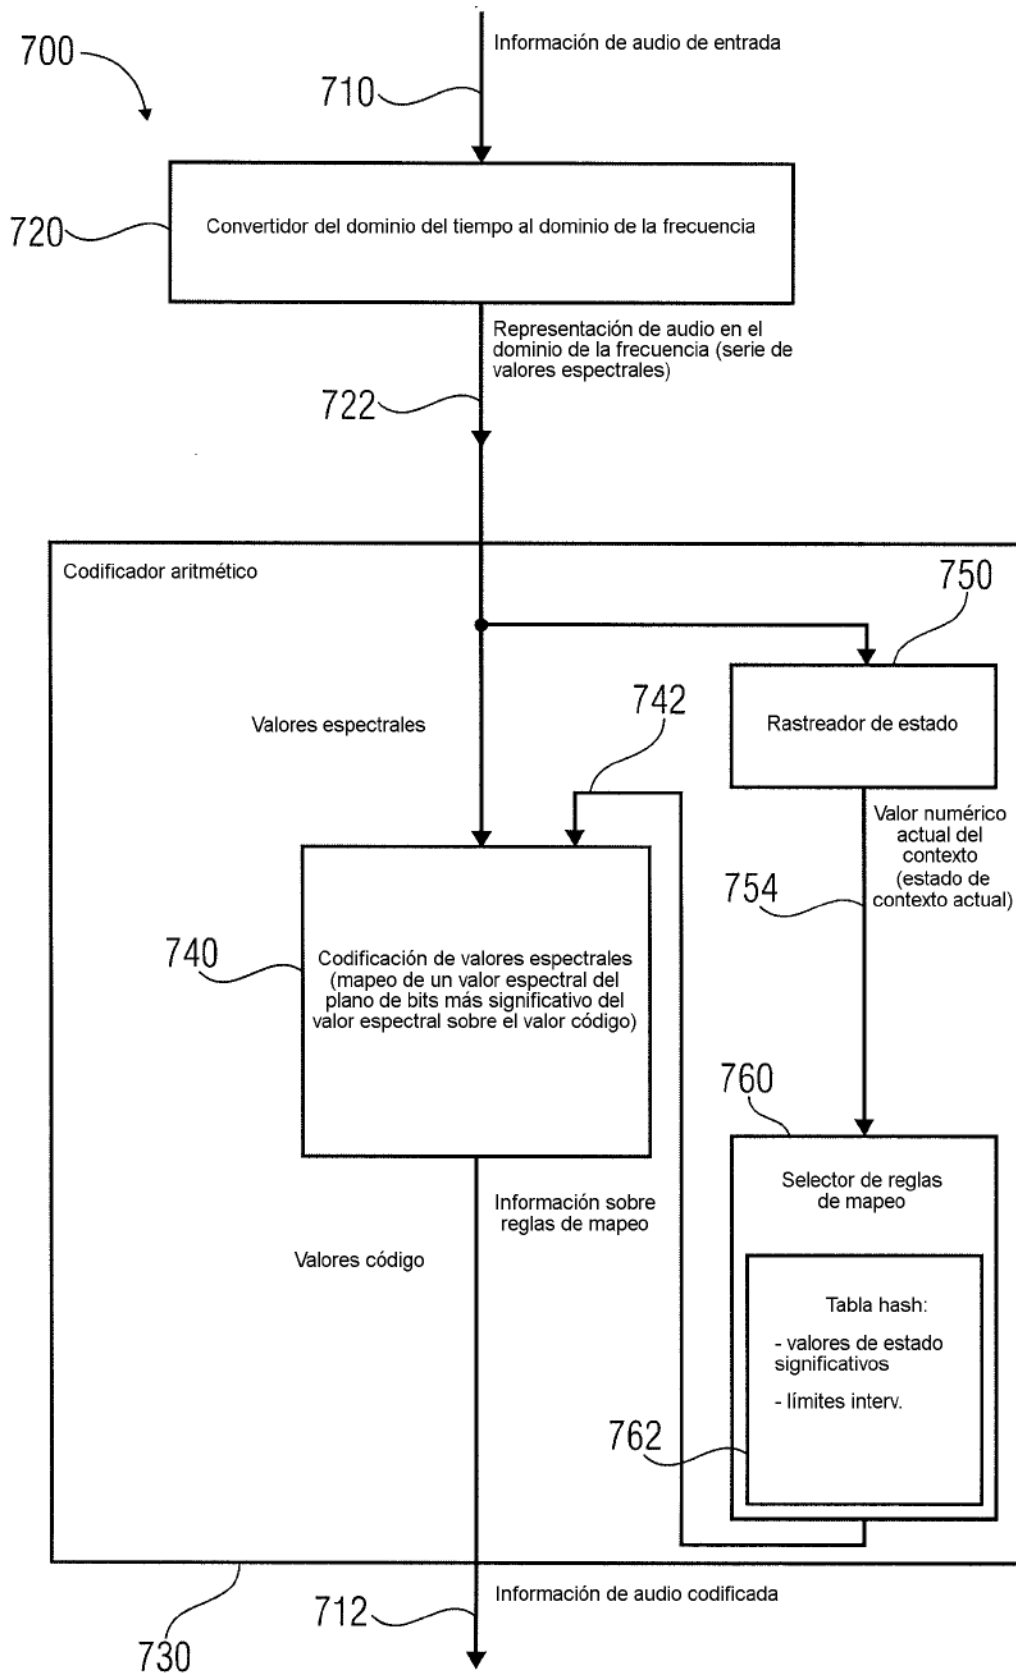 Información de audio de entrada
700
710
720
Convertidor del dominio del tiempo al dominio de la frecuencia
Representación de audio en el
dominio de la frecuencia (serie de
valores espectrales)
722
Codificador aritmético
750
742
Valores espectrales
Rastreador de estado
Valor numérico
actual del
contexto
(estado de
contexto actual)
754
740
Codificación de valores espectrales
(mapeo de un valor espectral del
plano de bits más significativo del
valor espectral sobre el valor código)
760
Selector de reglas
de mapeo
Información sobre
reglas de mapeo
Valores código
Tabla hash:
- valores de estado
significativos
- límites interv.
762
Información de audio codificada
712
730